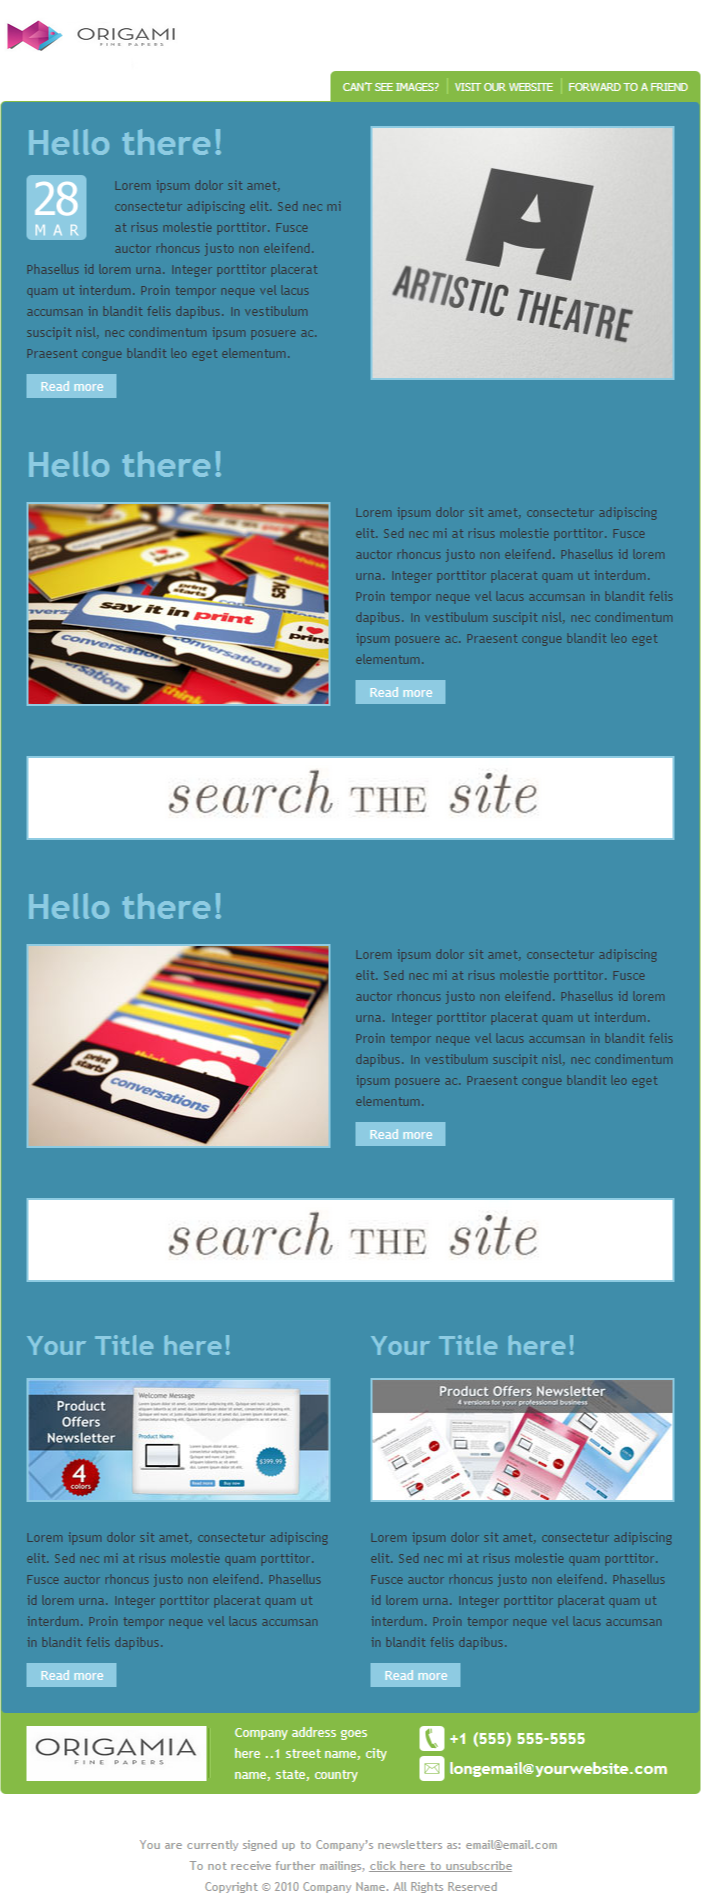 ORIGAMI
FINE PAPERS
CAN'T SEE IMAGES? VISIT OUR WEBSITE FORWARD TO A FRIEND
Hello there!
28
MAR
Lorem ipsum dolor sit amet,
consectetur adipiscing elit. Sed nec mi
at risus molestie porttitor. Fusce
auctor rhoncus justo non eleifend.
Phasellus id lorem urna. Integer porttitor placerat
quam ut interdum. Proin tempor neque vel lacus
accumsan in blandit felis dapibus. In vestibulum
suscipit nisl, nec condimentum ipsum posuere ac.
Praesent congue blandit leo eget elementum.
Read more
A
ARTISTIC THEATRE
Hello there!
say it in print
conversations
conversations
conversations
print
starts
I print
think
think
Lorem ipsum dolor sit amet, consectetur adipiscing
elit. Sed nec mi at risus molestie porttitor. Fusce
auctor rhoncus justo non eleifend. Phasellus id lorem
urna. Integer porttitor placerat quam ut interdum.
Proin tempor neque vel lacus accumsan in blandit felis
dapibus. In vestibulum suscipit nisl, nec condimentum
ipsum posuere ac. Praesent congue blandit leo eget
elementum.
Read more
search THE site
Hello there!
print
starts
conversations
Lorem ipsum dolor sit amet, consectetur adipiscing
elit. Sed nec mi at risus molestie porttitor. Fusce
auctor rhoncus justo non eleifend. Phasellus id lorem
urna. Integer porttitor placerat quam ut interdum.
Proin tempor neque vel lacus accumsan in blandit felis
dapibus. In vestibulum suscipit nisl, nec condimentum
ipsum posuere ac. Praesent congue blandit leo eget
elementum.
Read more
search THE site
Your Title here!
Product
Offers
Newsletter
4
colors
Welcome Message
Product Name
$399.99
Read more Buy now
Lorem ipsum dolor sit amet, consectetur adipiscing
elit. Sed nec mi at risus molestie quam porttitor.
Fusce auctor rhoncus justo non eleifend. Phasellus
id lorem urna. Integer porttitor placerat quam ut
interdum. Proin tempor neque vel lacus accumsan
in blandit felis dapibus.
Read more
Your Title here!
Product Offers Newsletter
4 versions for your professional business
Lorem ipsum dolor sit amet, consectetur adipiscing
elit. Sed nec mi at risus molestie quam porttitor.
Fusce auctor rhoncus justo non eleifend. Phasellus
id lorem urna. Integer porttitor placerat quam ut
interdum. Proin tempor neque vel lacus accumsan
in blandit felis dapibus.
Read more
ORIGAMIA
FINE PAPERS
Company address goes
here ..1 street name, city
name, state, country
+1 (555) 555-5555
longemail@yourwebsite.com
You are currently signed up to Company's newsletters as: email@email.com
To not receive further mailings, click here to unsubscribe
Copyright © 2010 Company Name. All Rights Reserved